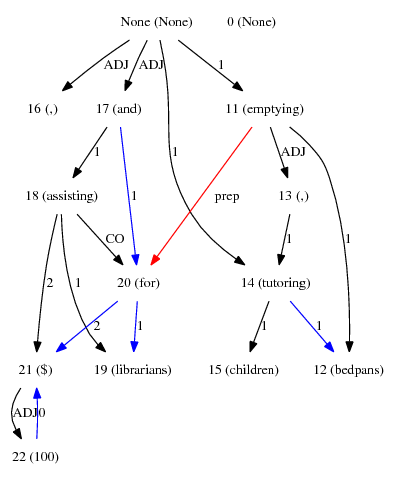 None (None) 0 (None)
ADJ ADJ 1
16 (,) 17 (and) 11 (emptying)
1 1 ADJ
1 prep 1
18 (assisting) 13 (,)
CO 1
2 1 20 (for) 14 (tutoring)
2 1 1 1
21 ($) 19 (librarians) 15 (children) 12 (bedpans)
ADJ 0
22 (100)